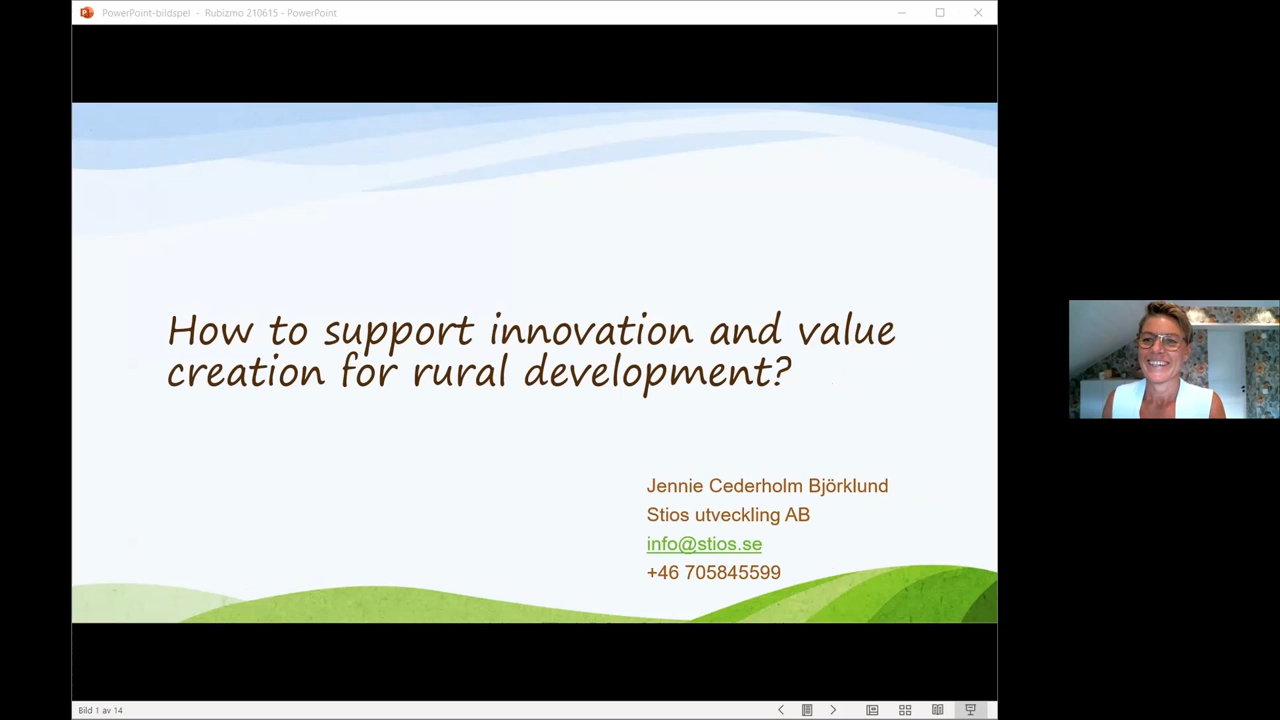 PowerPoint-bildspel - Rubizmo 210615 - PowerPoint
How to support innovation and value
creation for rural development?
Jennie Cederholm Björklund
Stios utveckling AB
info@stios.se
+46 705845599
Bild 1 av 14